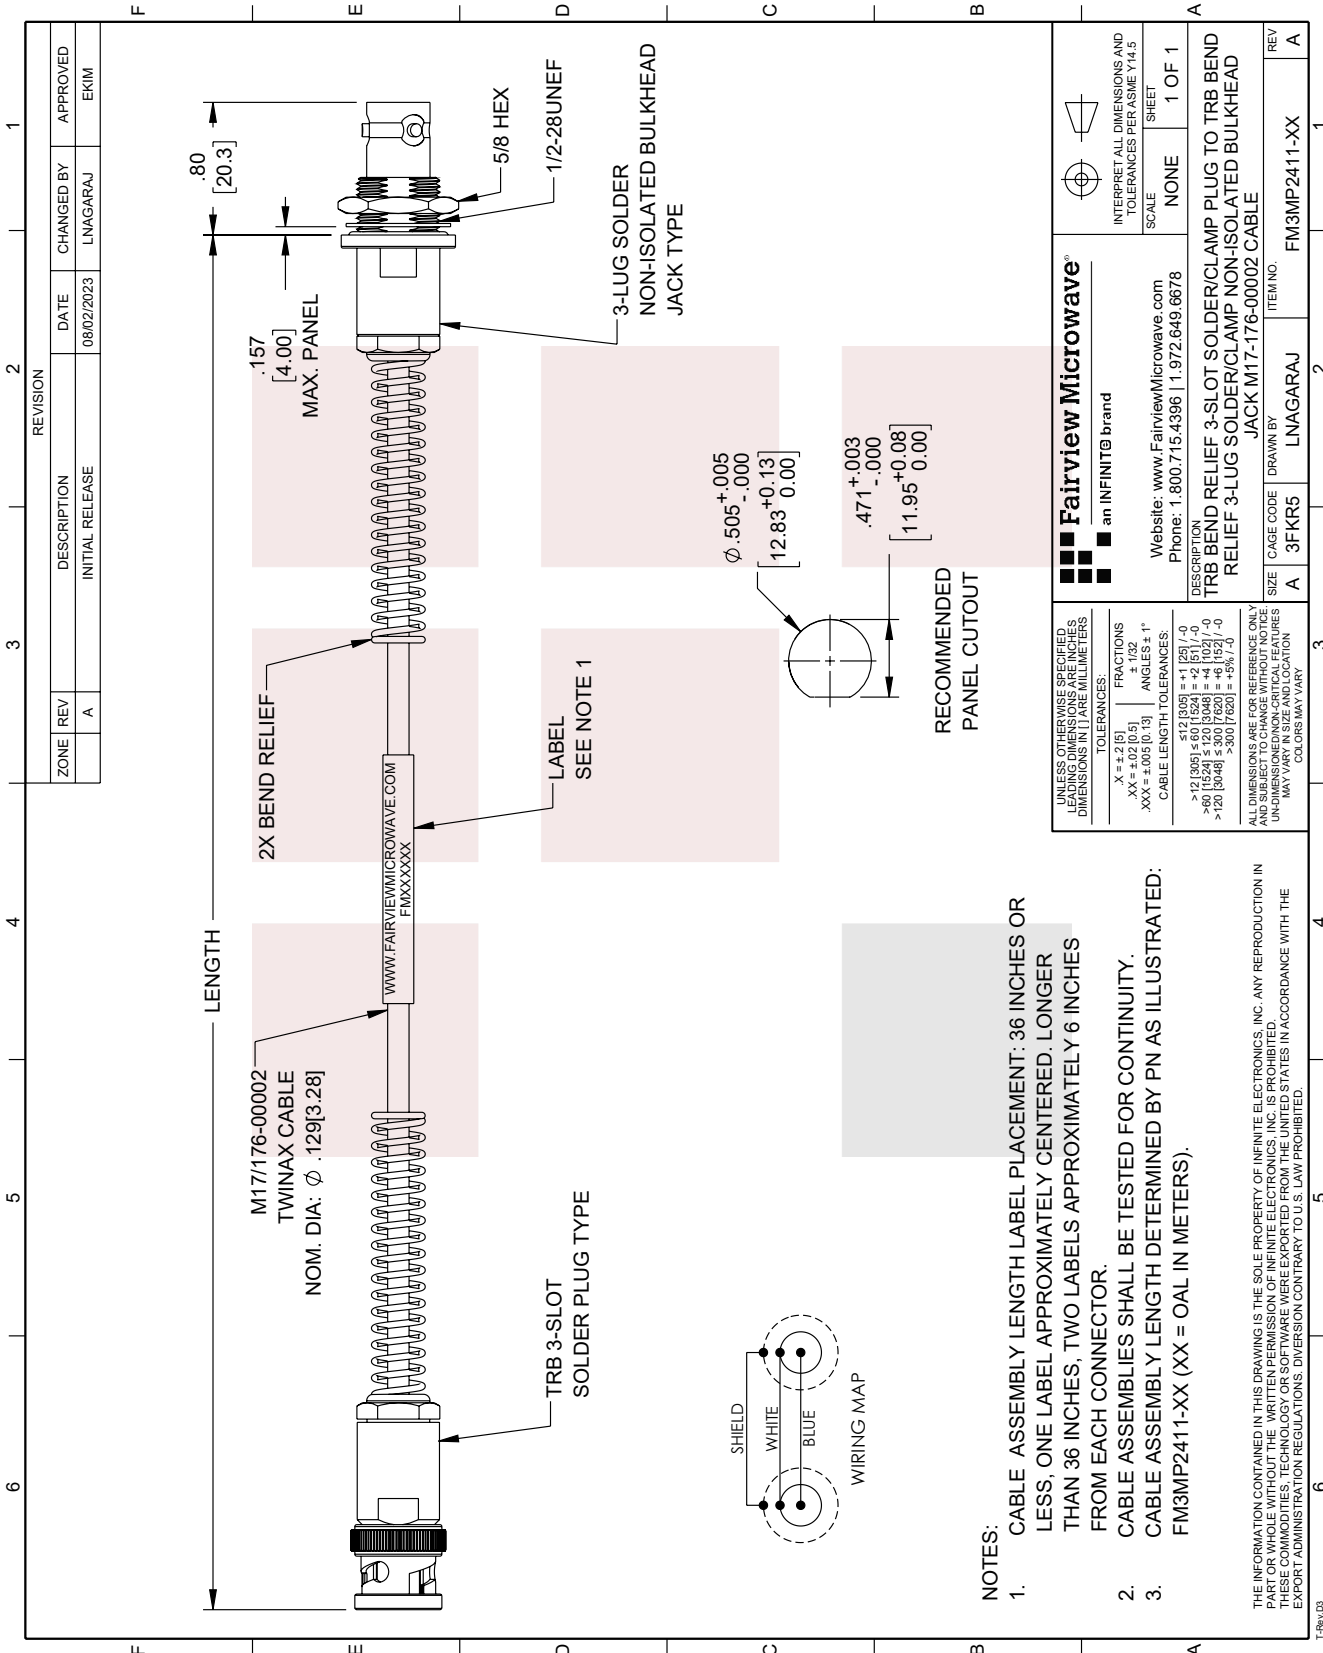 REVISION
ZONE REV DESCRIPTION DATE CHANGED BY APPROVED
A INITIAL RELEASE 08/02/2023 LNAGARAJ EKIM
6 5 4 3 2 1
F
E
D
C
B
A
LENGTH
.80
[20.3]
.157
[4.00]
MAX. PANEL
M17/176-00002
TWINAX CABLE
NOM. DIA: Ø .129[3.28]
2X BEND RELIEF
WWW.FAIRVIEWMICROWAVE.COM
FMXXXXXX
5/8 HEX
1/2-28UNEF
3-LUG SOLDER
NON-ISOLATED BULKHEAD
JACK TYPE
LABEL
SEE NOTE 1
TRB 3-SLOT
SOLDER PLUG TYPE
Ø.505 +.005 -.000
[12.83 +0.13 0.00]
.471 +.003 -.000
[11.95 +0.08 0.00]
RECOMMENDED
PANEL CUTOUT
SHIELD
WHITE
BLUE
WIRING MAP
NOTES:
1. CABLE ASSEMBLY LENGTH LABEL PLACEMENT: 36 INCHES OR
LESS, ONE LABEL APPROXIMATELY CENTERED. LONGER
THAN 36 INCHES, TWO LABELS APPROXIMATELY 6 INCHES
FROM EACH CONNECTOR.
2. CABLE ASSEMBLIES SHALL BE TESTED FOR CONTINUITY.
3. CABLE ASSEMBLY LENGTH DETERMINED BY PN AS ILLUSTRATED:
FM3MP2411-XX (XX = OAL IN METERS).
THE INFORMATION CONTAINED IN THIS DRAWING IS THE SOLE PROPERTY OF INFINITE ELECTRONICS, INC. ANY REPRODUCTION IN
PART OR WHOLE WITHOUT THE WRITTEN PERMISSION OF INFINITE ELECTRONICS, INC. IS PROHIBITED.
THESE COMMODITIES, TECHNOLOGY OR SOFTWARE WERE EXPORTED FROM THE UNITED STATES IN ACCORDANCE WITH THE
EXPORT ADMINISTRATION REGULATIONS. DIVERSION CONTRARY TO U.S. LAW PROHIBITED.
UNLESS OTHERWISE SPECIFIED
LEADING DIMENSIONS ARE INCHES
DIMENSIONS IN [ ] ARE MILLIMETERS
TOLERANCES:
.X = ±.2 [5] FRACTIONS
.XX = ±.02 [0.5] ± 1/32
.XXX = ±.005 [0.13] ANGLES ± 1°
CABLE LENGTH TOLERANCES:
≤12 [305] = +1 [25] / -0
>12 [305] ≤ 60 [1524] = +2 [51] / -0
>60 [1524] ≤ 120 [3048] = +4 [102] / -0
>120 [3048] ≤ 300 [7620] = +6 [152] / -0
>300 [7620] = +5% / -0
ALL DIMENSIONS ARE FOR REFERENCE ONLY
AND SUBJECT TO CHANGE WITHOUT NOTICE.
UN-DIMENSIONED/NON-CRITICAL FEATURES
MAY VARY IN SIZE AND LOCATION
COLORS MAY VARY
Fairview Microwave®
an INFINITE brand
Website: www.FairviewMicrowave.com
Phone: 1.800.715.4396 | 1.972.649.6678
INTERPRET ALL DIMENSIONS AND
TOLERANCES PER ASME Y14.5
SCALE NONE
SHEET 1 OF 1
DESCRIPTION
TRB BEND RELIEF 3-SLOT SOLDER/CLAMP PLUG TO TRB BEND
RELIEF 3-LUG SOLDER/CLAMP NON-ISOLATED BULKHEAD
JACK M17-176-00002 CABLE
SIZE A
CAGE CODE 3FKR5
DRAWN BY LNAGARAJ
ITEM NO. FM3MP2411-XX
REV A
6 5 4 3 2 1
F
E
D
C
B
A
T-Rev.D3